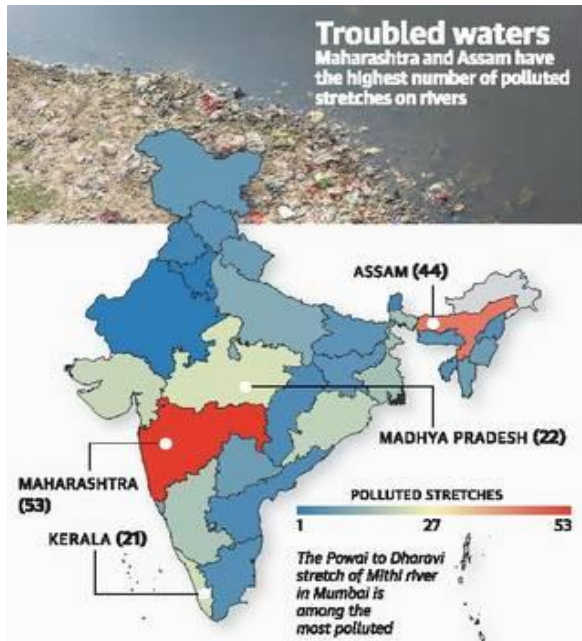 Troubled waters
Maharashtra and Assam have
the highest number of polluted
stretches on rivers
ASSAM (44)
MADHYA PRADESH (22)
MAHARASHTRA
(53)
KERALA (21)
POLLUTED STRETCHES
1 27 53
The Powai to Dharavi
stretch of Mithi river
in Mumbai is
among the
most polluted